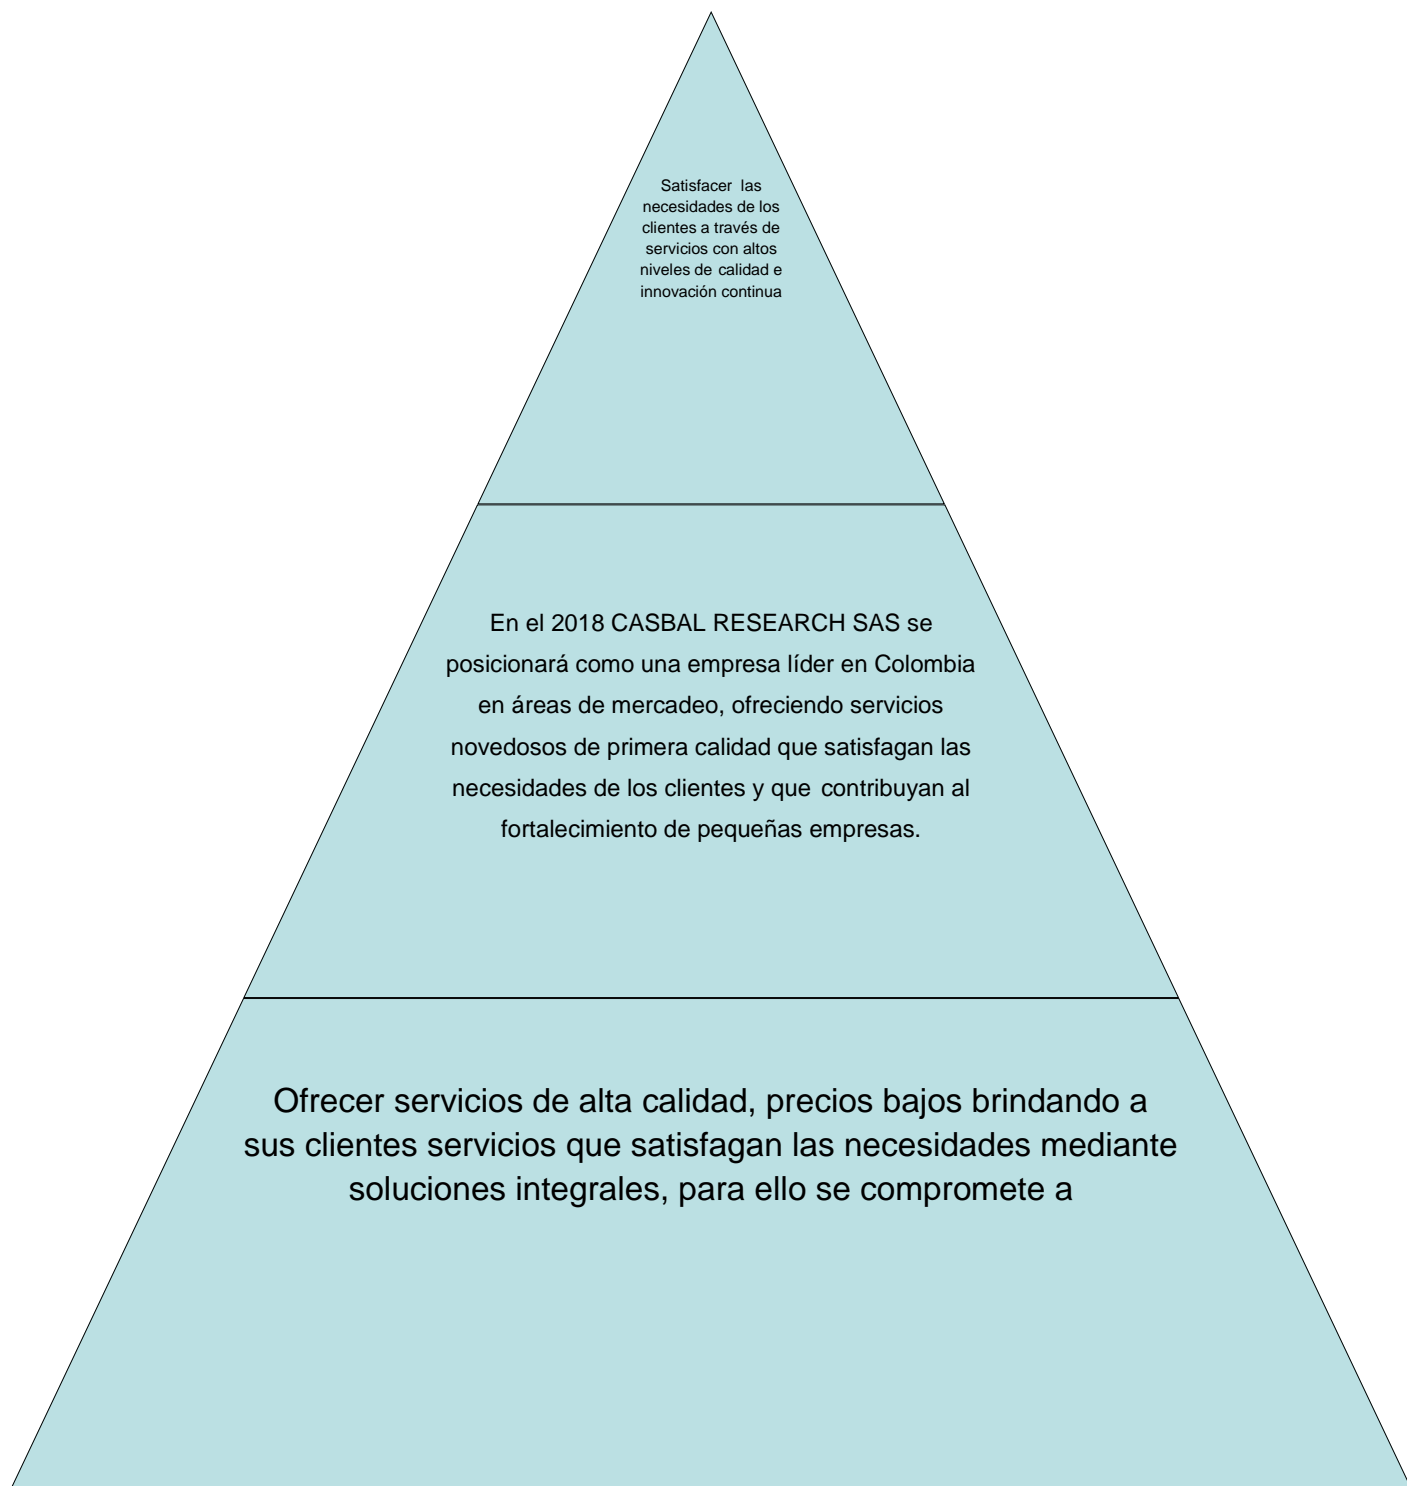 Satisfacer las
necesidades de los
clientes a través de
servicios con altos
niveles de calidad e
innovación continua
En el 2018 CASBAL RESEARCH SAS se
posicionará como una empresa líder en Colombia
en áreas de mercadeo, ofreciendo servicios
novedosos de primera calidad que satisfagan las
necesidades de los clientes y que contribuyan al
fortalecimiento de pequeñas empresas.
Ofrecer servicios de alta calidad, precios bajos brindando a
sus clientes servicios que satisfagan las necesidades mediante
soluciones integrales, para ello se compromete a